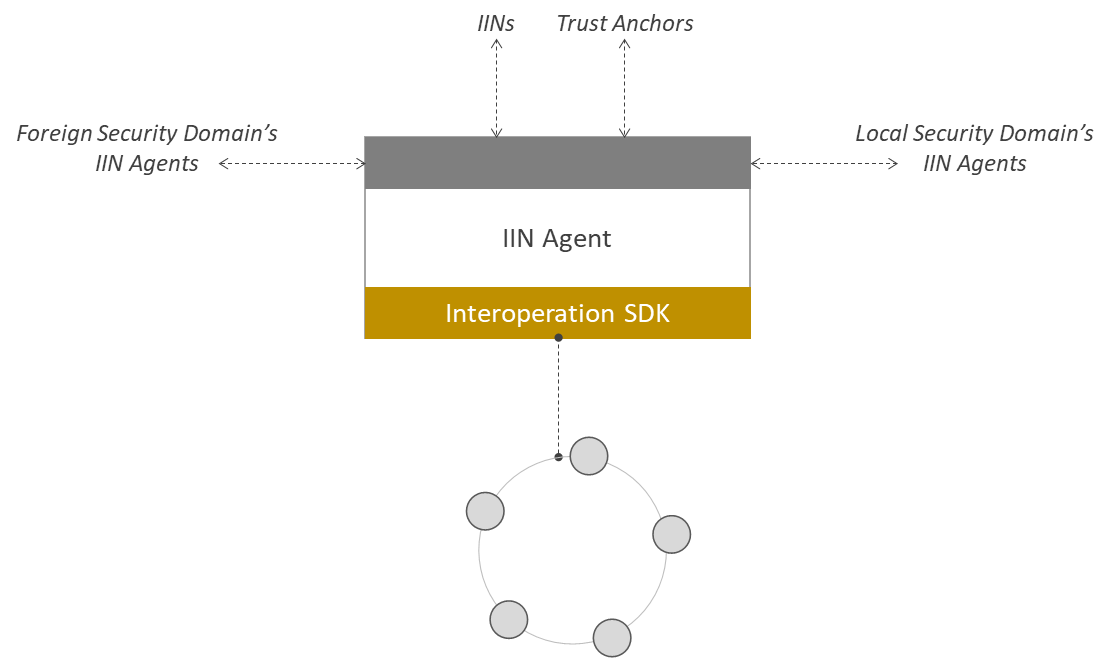 IINs
Trust Anchors
Foreign Security Domain’s
IIN Agents
Local Security Domain’s
IIN Agents
IIN Agent
Interoperation SDK